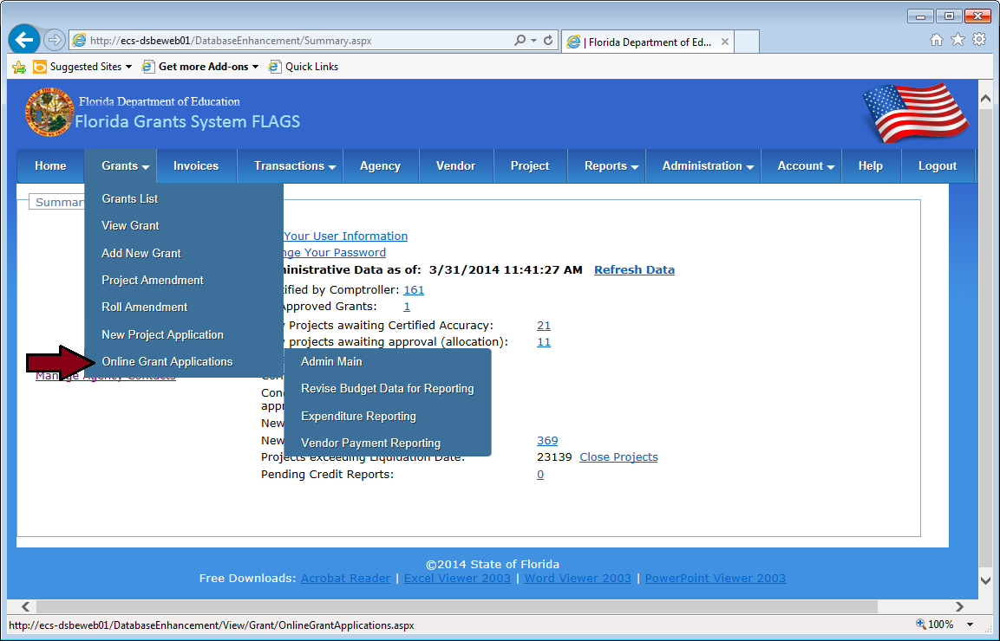 http://ecs-dsbeweb01/DatabaseEnhancement/Summary.aspx
| Florida Department of Ed...
Suggested Sites
Get more Add-ons
Quick Links
Florida Department of Education
Florida Grants System FLAGS
Home Grants Invoices Transactions Agency Vendor Project Reports Administration Account Help Logout
Summary
Grants List
View Grant
Add New Grant
Project Amendment
Roll Amendment
New Project Application
Online Grant Applications
Manage Agency Contacts
Admin Main
Revise Budget Data for Reporting
Expenditure Reporting
Vendor Payment Reporting
Your User Information
nge Your Password
ministrative Data as of: 3/31/2014 11:41:27 AM Refresh Data
tified by Comptroller: 161
Approved Grants: 1
Projects awaiting Certified Accuracy: 21
projects awaiting approval (allocation): 11
Con
appr
New
New 369
Projects exceeding Liquidation Date: 23139 Close Projects
Pending Credit Reports: 0
©2014 State of Florida
Free Downloads: Acrobat Reader | Excel Viewer 2003 | Word Viewer 2003 | PowerPoint Viewer 2003
http://ecs-dsbeweb01/DatabaseEnhancement/View/Grant/OnlineGrantApplications.aspx
100%